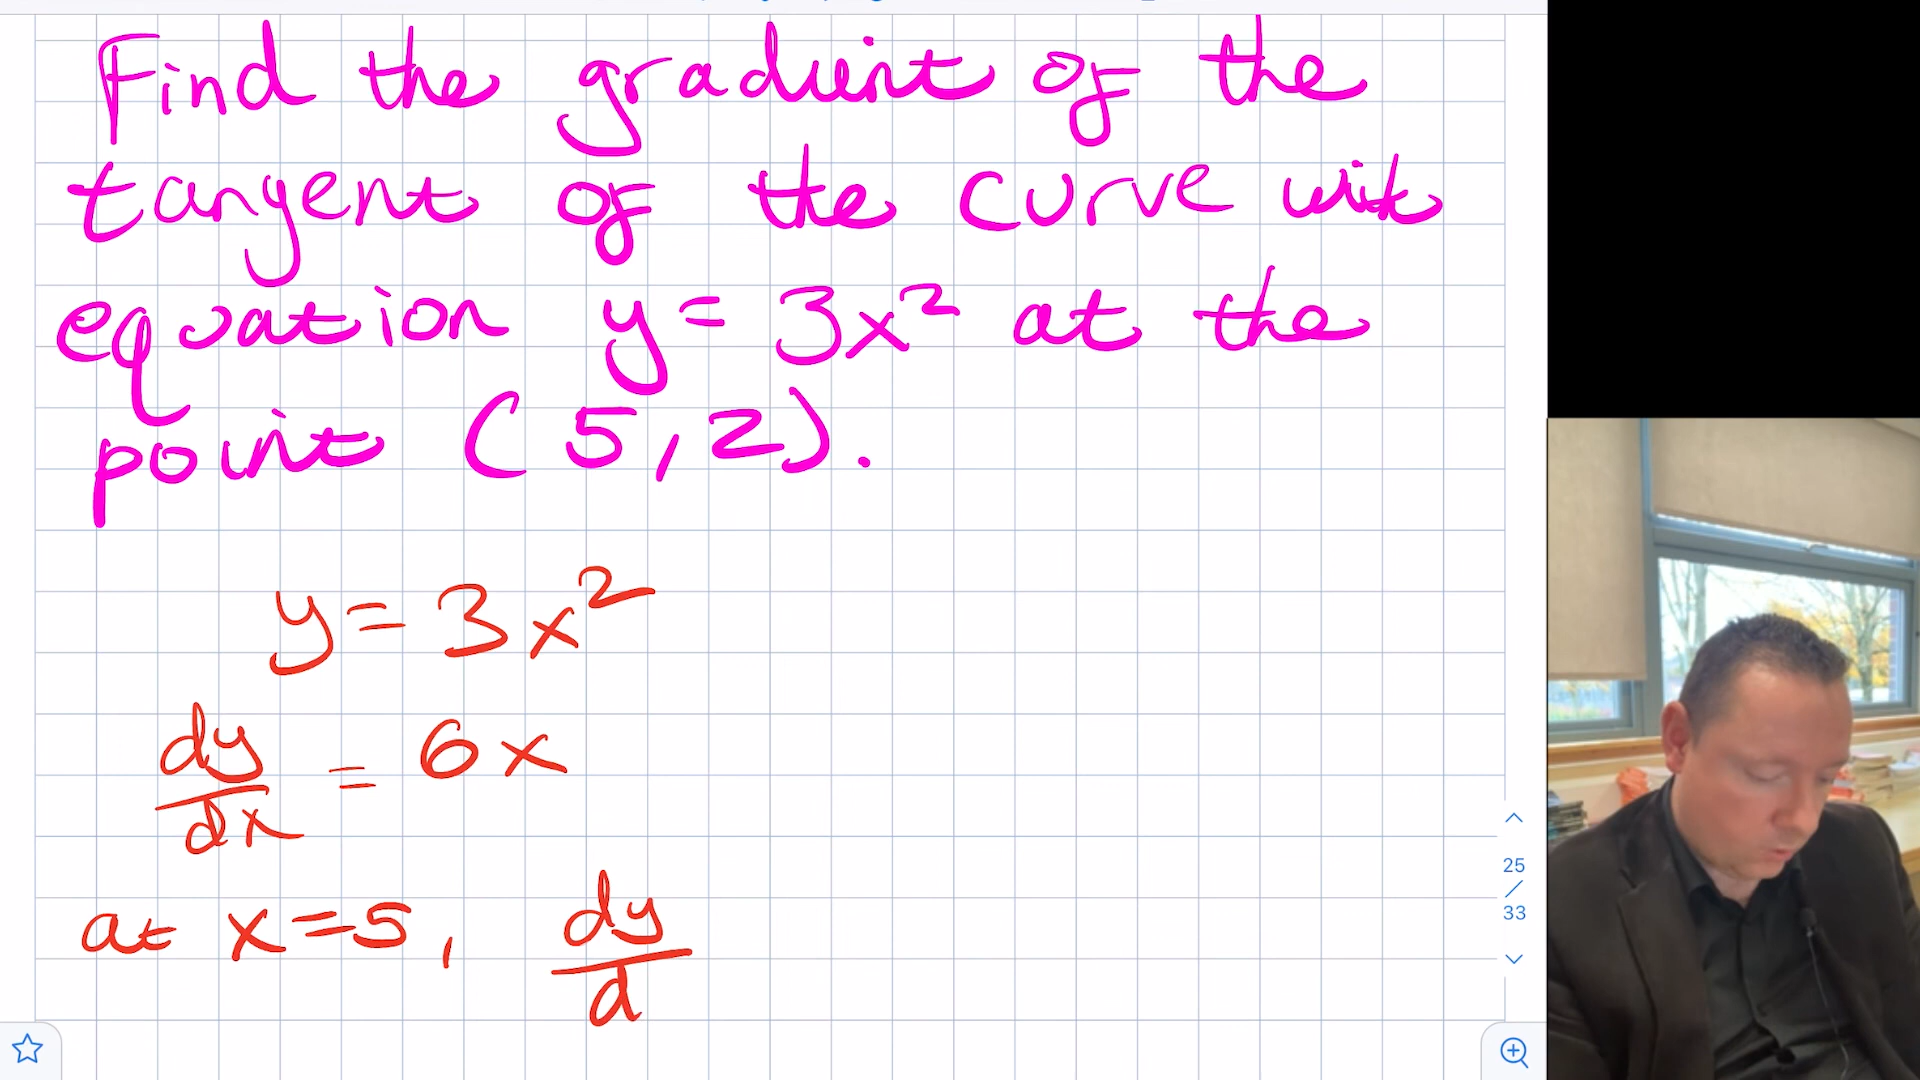 Find the gradient of the
tangent of the curve with
equation y = 3x² at the
point (5,2).
y = 3x²
dy/dx = 6x
at x=5, dy/d
25
/
33